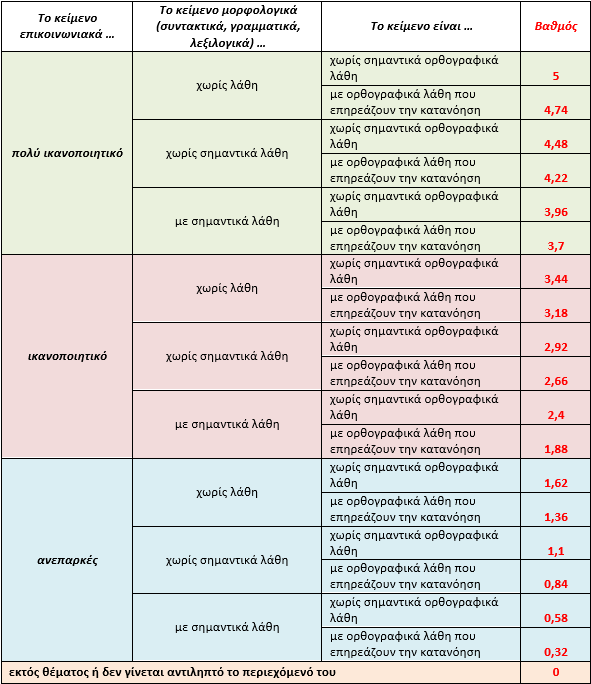 Το κείμενο επικοινωνιακά …
Το κείμενο μορφολογικά (συντακτικά, γραμματικά, λεξιλογικά) …
Το κείμενο είναι …
Βαθμός
πολύ ικανοποιητικό
χωρίς λάθη
χωρίς σημαντικά ορθογραφικά
λάθη
5
με ορθογραφικά λάθη που
επηρεάζουν την κατανόηση
4,74
χωρίς σημαντικά λάθη
χωρίς σημαντικά ορθογραφικά
λάθη
4,48
με ορθογραφικά λάθη που
επηρεάζουν την κατανόηση
4,22
με σημαντικά λάθη
χωρίς σημαντικά ορθογραφικά
λάθη
3,96
με ορθογραφικά λάθη που
επηρεάζουν την κατανόηση
3,7
ικανοποιητικό
χωρίς λάθη
χωρίς σημαντικά ορθογραφικά
λάθη
3,44
με ορθογραφικά λάθη που
επηρεάζουν την κατανόηση
3,18
χωρίς σημαντικά λάθη
χωρίς σημαντικά ορθογραφικά
λάθη
2,92
με ορθογραφικά λάθη που
επηρεάζουν την κατανόηση
2,66
με σημαντικά λάθη
χωρίς σημαντικά ορθογραφικά
λάθη
2,4
με ορθογραφικά λάθη που
επηρεάζουν την κατανόηση
1,88
ανεπαρκές
χωρίς λάθη
χωρίς σημαντικά ορθογραφικά
λάθη
1,62
με ορθογραφικά λάθη που
επηρεάζουν την κατανόηση
1,36
χωρίς σημαντικά λάθη
χωρίς σημαντικά ορθογραφικά
λάθη
1,1
με ορθογραφικά λάθη που
επηρεάζουν την κατανόηση
0,84
με σημαντικά λάθη
χωρίς σημαντικά ορθογραφικά
λάθη
0,58
με ορθογραφικά λάθη που
επηρεάζουν την κατανόηση
0,32
εκτός θέματος ή δεν γίνεται αντιληπτό το περιεχόμενό του
0